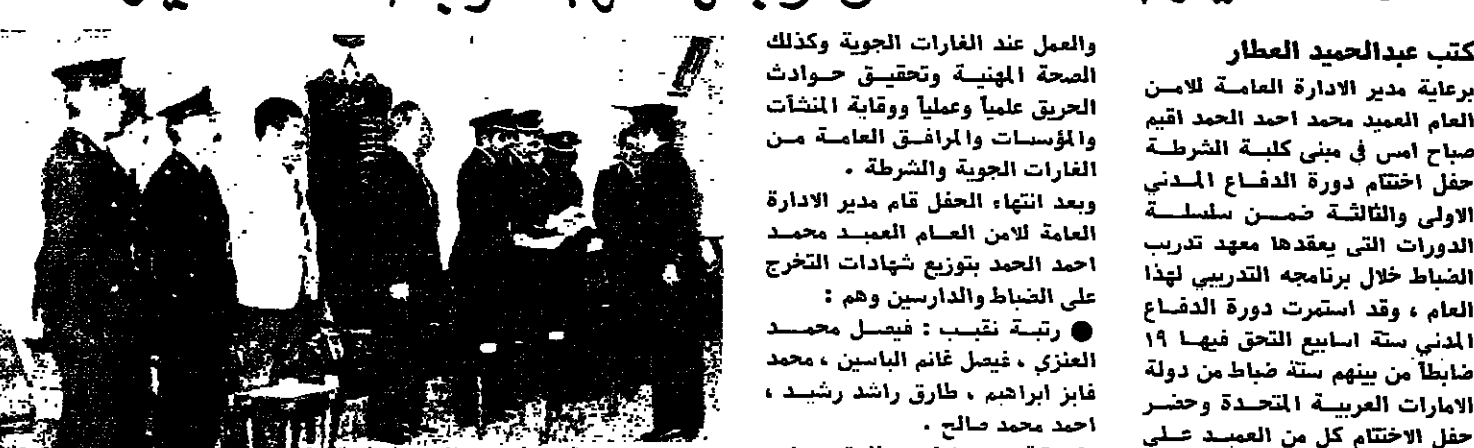 كتب عبدالحميد العطار
برعاية مدير الادارة العامة للامن
العام العميد محمد احمد الحمد اقيم
صباح امس في مبنى كلية الشرطة
حفل اختتام دورة الدفاع المدني
الاولى والثالثة ضمن سلسلة
الدورات التى يعقدها معهد تدريب
الضباط خلال برنامجه التدريبي لهذا
العام ، وقد استمرت دورة الدفاع
المدني ستة اسابيع التحق فيها ١٩
ضابطاً من بينهم ستة ضباط من دولة
الامارات العربية المتحدة وحضر
حفل الاختتام كل من العميد على
والعمل عند الغارات الجوية وكذلك
الصحة المهنية وتحقيق حوادث
الحريق علمياً وعملياً ووقاية المنشآت
والمؤسسات والمرافق العامة من
الغارات الجوية والشرطة .
وبعد انتهاء الحفل قام مدير الادارة
العامة للامن العام العميد محمد
احمد الحمد بتوزيع شهادات التخرج
على الضباط والدارسين وهم :
● رتبة نقيب : فيصل محمد
العنزي ، فيصل غانم الياسين ، محمد
فايز ابراهيم ، طارق راشد رشيد ،
احمد محمد صالح .